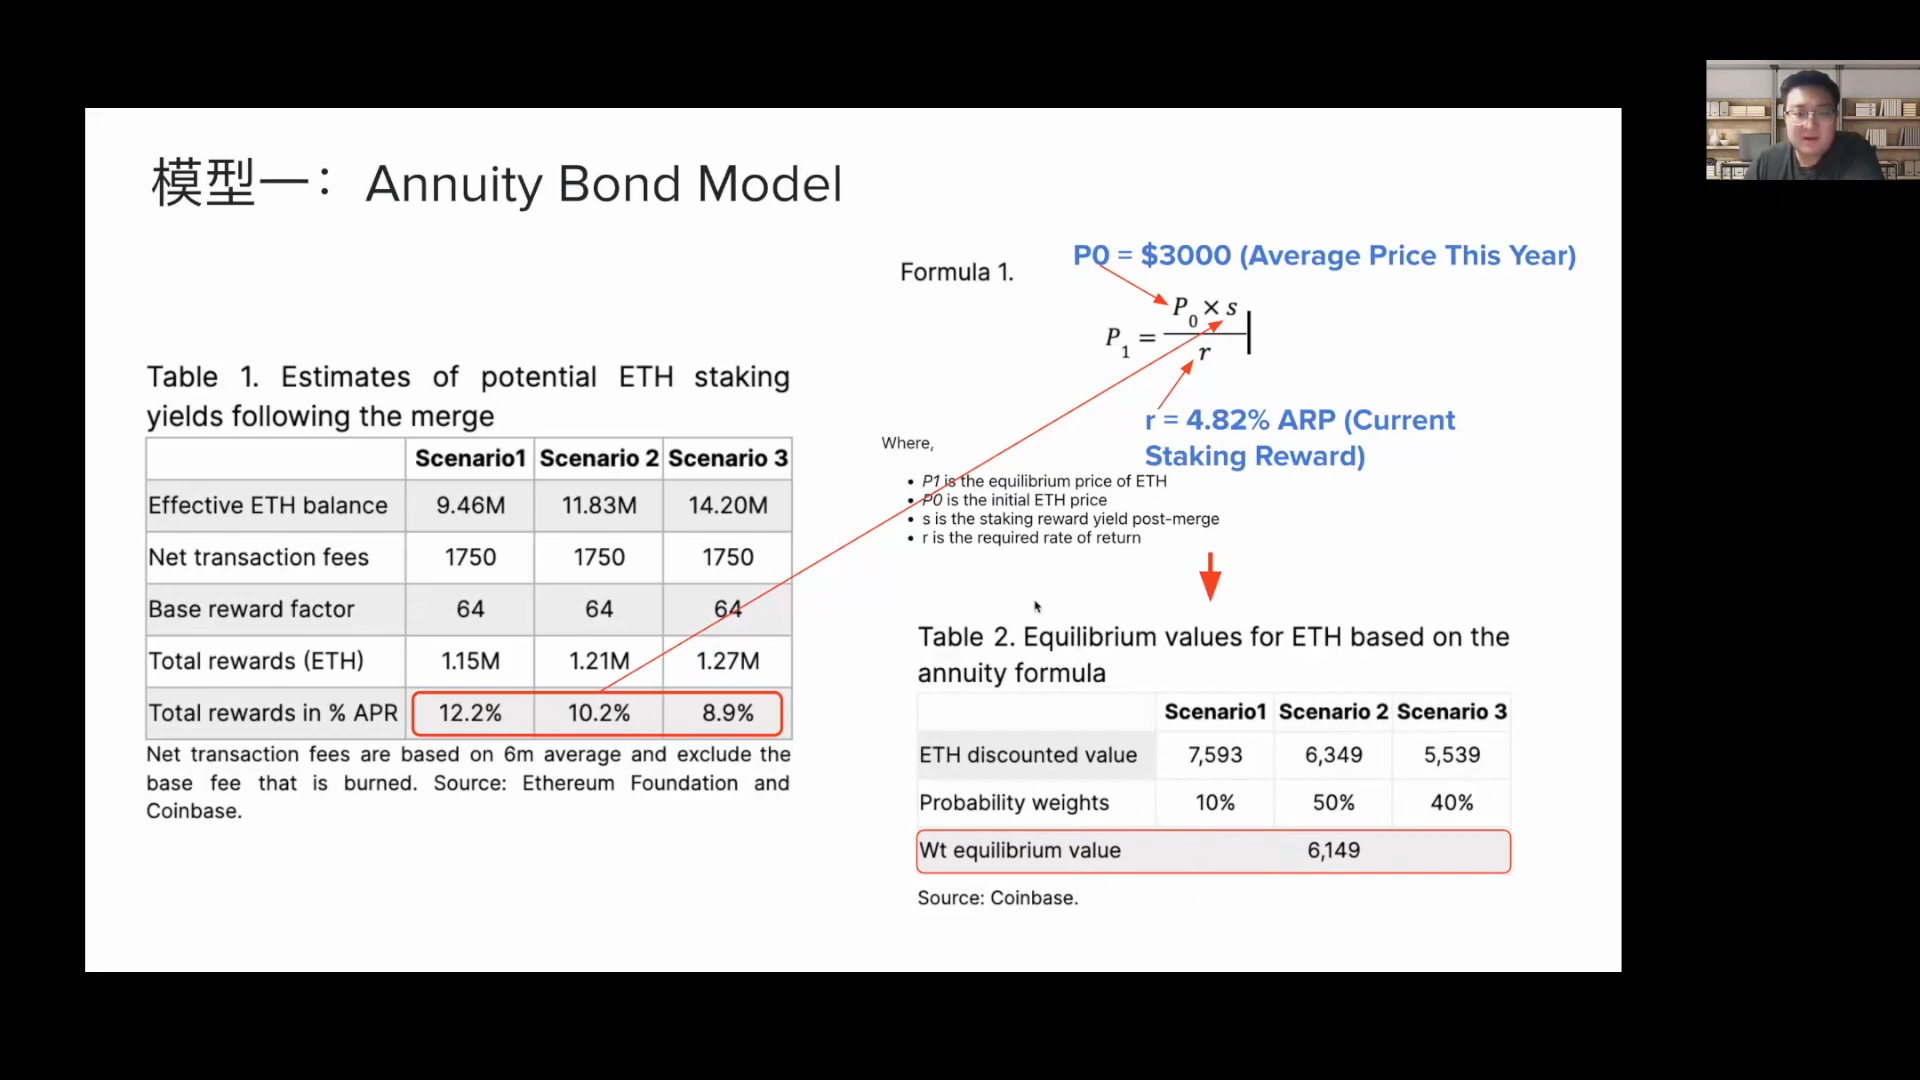 模型一：Annuity Bond Model
Table 1. Estimates of potential ETH staking
yields following the merge
Scenario1 Scenario 2 Scenario 3
Effective ETH balance 9.46M 11.83M 14.20M
Net transaction fees 1750 1750 1750
Base reward factor 64 64 64
Total rewards (ETH) 1.15M 1.21M 1.27M
Total rewards in % APR 12.2% 10.2% 8.9%
Net transaction fees are based on 6m average and exclude the
base fee that is burned. Source: Ethereum Foundation and
Coinbase.
P0 = $3000 (Average Price This Year)
Formula 1.
P₁ = P₀ × s / r
r = 4.82% ARP (Current
Staking Reward)
Where,
• P1 is the equilibrium price of ETH
• P0 is the initial ETH price
• s is the staking reward yield post-merge
• r is the required rate of return
Table 2. Equilibrium values for ETH based on the
annuity formula
Scenario1 Scenario 2 Scenario 3
ETH discounted value 7,593 6,349 5,539
Probability weights 10% 50% 40%
Wt equilibrium value 6,149
Source: Coinbase.